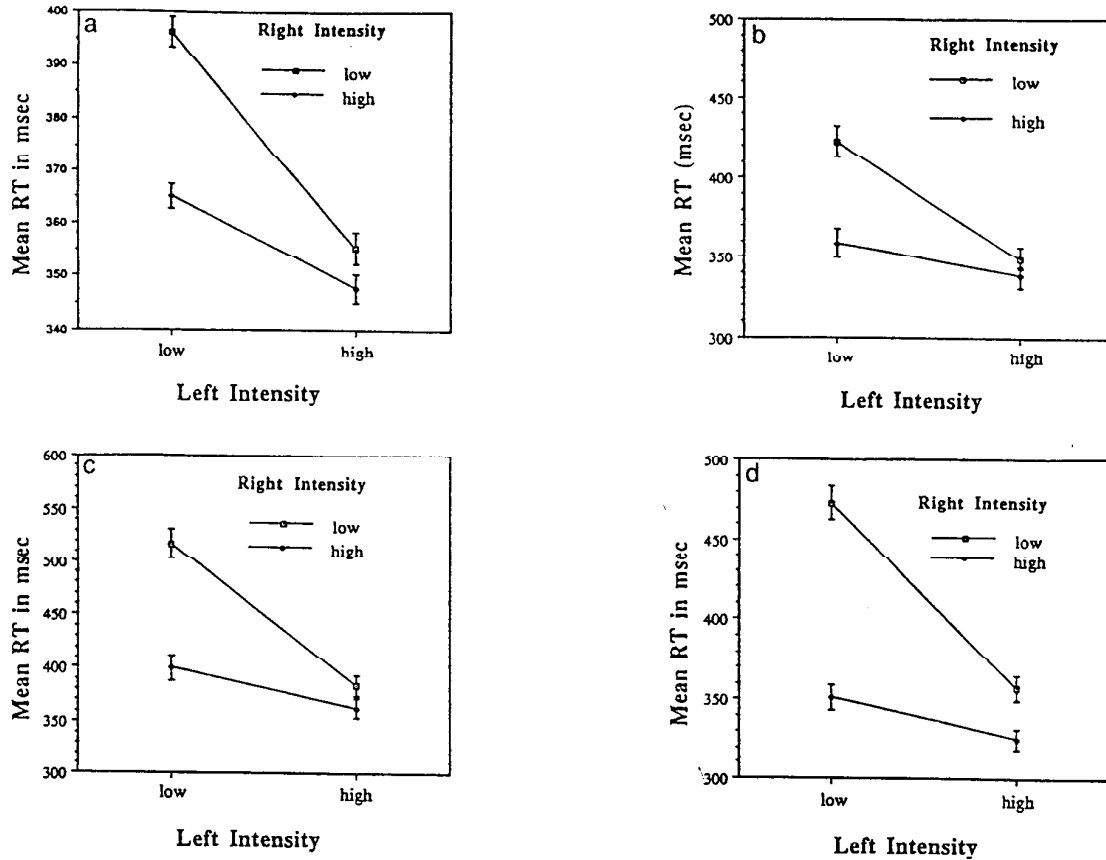 a
Right Intensity
low
high
Mean RT in msec
400
390
380
370
360
350
340
low
high
Left Intensity
b
Right Intensity
low
high
Mean RT (msec)
500
450
400
350
300
low
high
Left Intensity
c
Right Intensity
low
high
Mean RT in msec
600
550
500
450
400
350
300
low
high
Left Intensity
d
Right Intensity
low
high
Mean RT in msec
500
450
400
350
300
low
high
Left Intensity